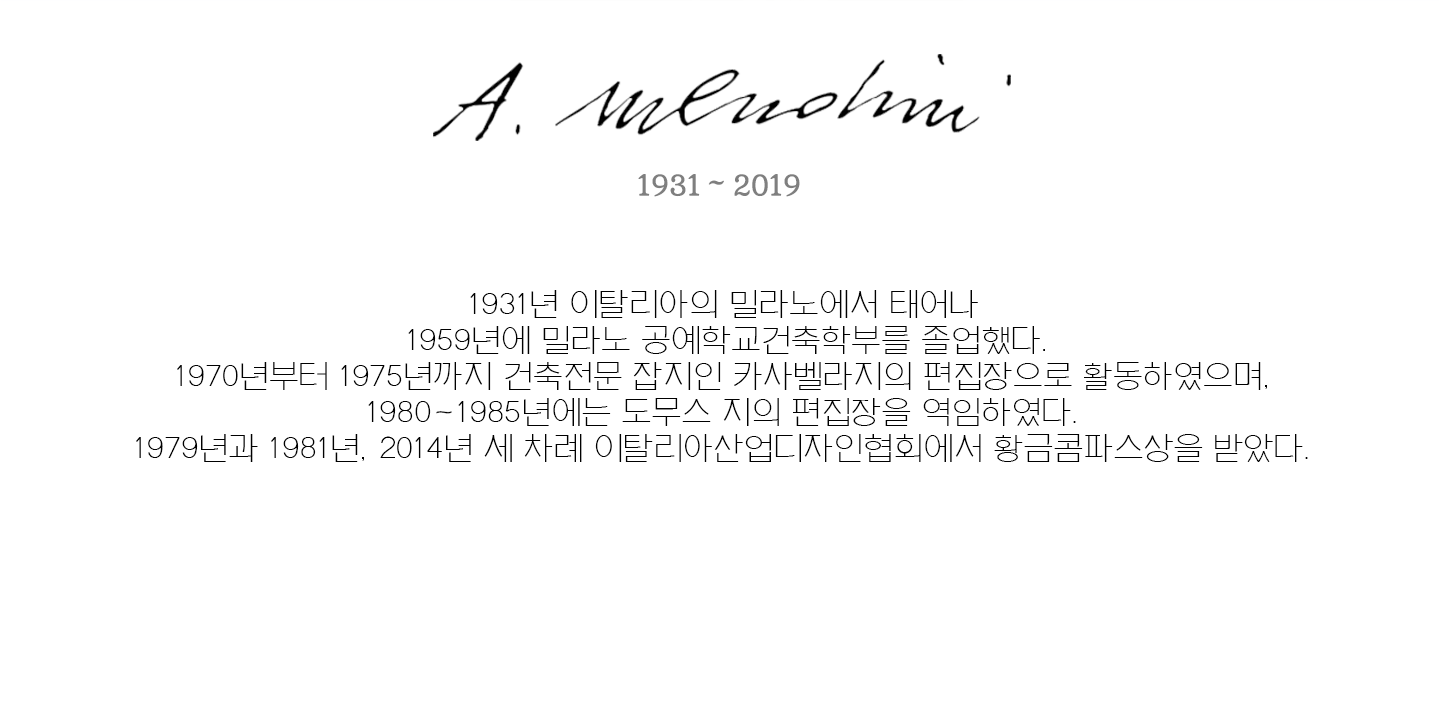 A. Mendini
1931 ~ 2019
1931년 이탈리아의 밀라노에서 태어나
1959년에 밀라노 공예학교건축학부를 졸업했다.
1970년부터 1975년까지 건축전문 잡지인 카사벨라지의 편집장으로 활동하였으며,
1980~1985년에는 도무스 지의 편집장을 역임하였다.
1979년과 1981년, 2014년 세 차례 이탈리아산업디자인협회에서 황금콤파스상을 받았다.